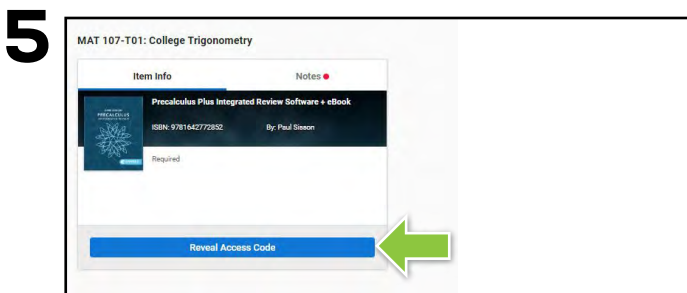 5
MAT 107-T01: College Trigonometry
Item Info
Notes
Precalculus Plus Integrated Review Software + eBook
ISBN: 9781642772852
By: Paul Sisson
PRECALCULUS
Required
Reveal Access Code